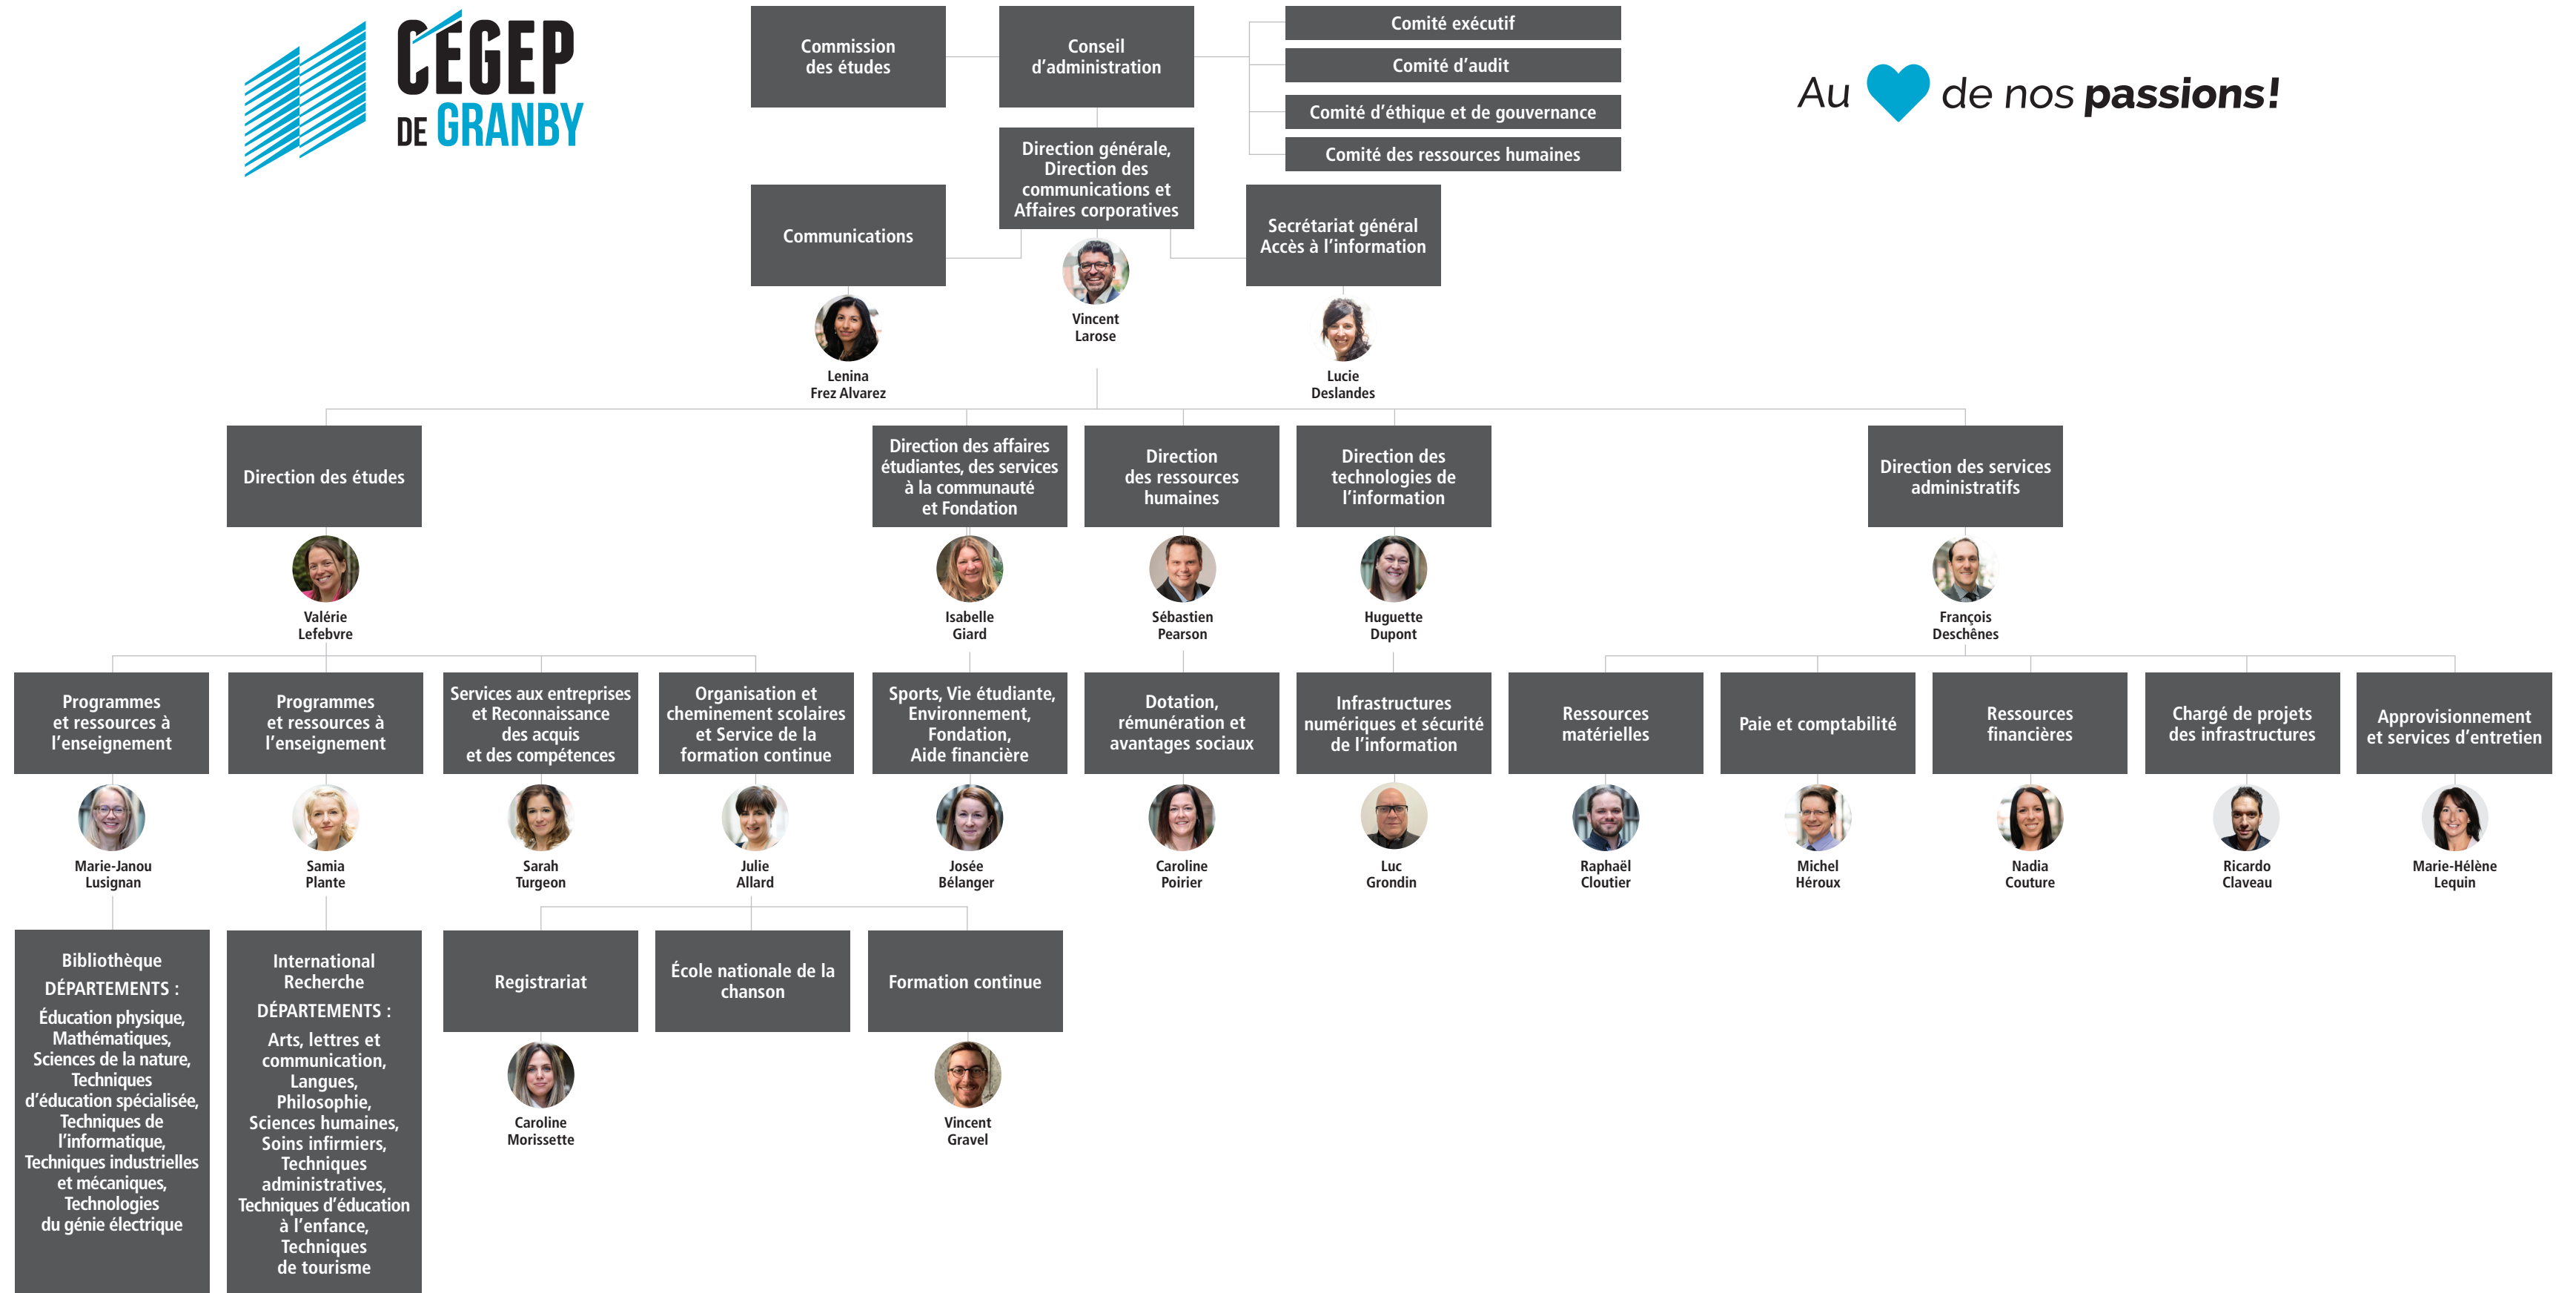 CÉGEP
DE GRANBY
Commission
des études
Conseil
d’administration
Comité exécutif
Comité d’audit
Comité d’éthique et de gouvernance
Comité des ressources humaines
Au de nos passions!
Direction générale,
Direction des
communications et
Affaires corporatives
Communications
Secrétariat général
Accès à l’information
Vincent
Larose
Lenina
Frez Alvarez
Lucie
Deslandes
Direction des études
Direction des affaires
étudiantes, des services
à la communauté
et Fondation
Direction
des ressources
humaines
Direction des
technologies de
l’information
Direction des services
administratifs
Valérie
Lefebvre
Isabelle
Giard
Sébastien
Pearson
Huguette
Dupont
François
Deschênes
Programmes
et ressources à
l’enseignement
Programmes
et ressources à
l’enseignement
Services aux entreprises
et Reconnaissance
des acquis
et des compétences
Organisation et
cheminement scolaires
et Service de la
formation continue
Sports, Vie étudiante,
Environnement,
Fondation,
Aide financière
Dotation,
rémunération et
avantages sociaux
Infrastructures
numériques et sécurité
de l’information
Ressources
matérielles
Paie et comptabilité
Ressources
financières
Chargé de projets
des infrastructures
Approvisionnement
et services d’entretien
Marie-Janou
Lusignan
Samia
Plante
Sarah
Turgeon
Julie
Allard
Josée
Bélanger
Caroline
Poirier
Luc
Grondin
Raphaël
Cloutier
Michel
Héroux
Nadia
Couture
Ricardo
Claveau
Marie-Hélène
Lequin
Bibliothèque
DÉPARTEMENTS :
Éducation physique,
Mathématiques,
Sciences de la nature,
Techniques
d’éducation spécialisée,
Techniques de
l’informatique,
Techniques industrielles
et mécaniques,
Technologies
du génie électrique
International
Recherche
DÉPARTEMENTS :
Arts, lettres et
communication,
Langues,
Philosophie,
Sciences humaines,
Soins infirmiers,
Techniques
administratives,
Techniques d’éducation
à l’enfance,
Techniques
de tourisme
Registrariat
École nationale de la
chanson
Formation continue
Caroline
Morissette
Vincent
Gravel